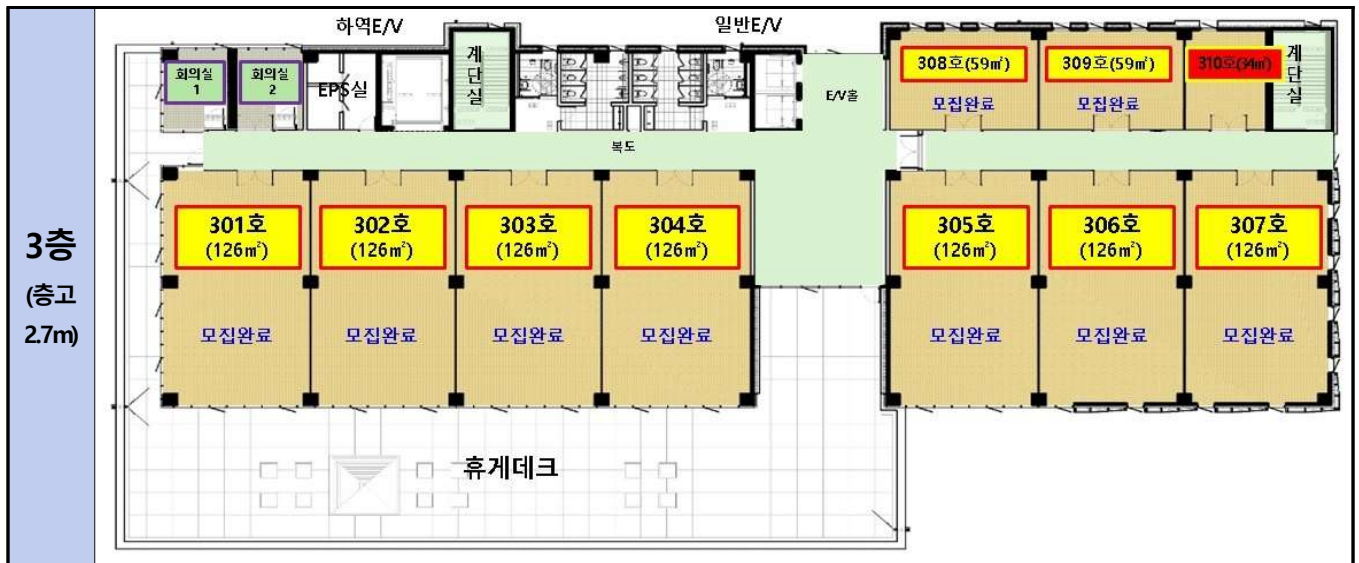 하역E/V
일반E/V
회의실
1
회의실
2
EPS실
계단실
E/V홀
308호(59㎡)
309호(59㎡)
310호(34㎡)
계단실
모집완료
모집완료
복도
301호
(126㎡)
302호
(126㎡)
303호
(126㎡)
304호
(126㎡)
305호
(126㎡)
306호
(126㎡)
307호
(126㎡)
3층
(층고
2.7m)
모집완료
모집완료
모집완료
모집완료
모집완료
모집완료
모집완료
휴게데크